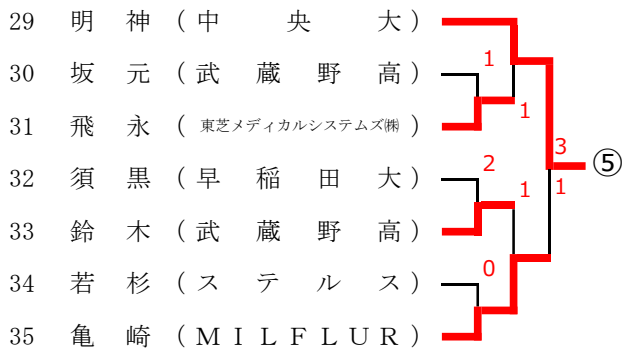 29 明神(中央大)
1
30 坂元(武蔵野高)
1
31 飛永(東芝メディカルシステムズ㈱)
3
⑤
2
32 須黒(早稲田大)
1
1
33 鈴木(武蔵野高)
0
34 若杉(ステルス)
35 亀崎(MILFLUR)